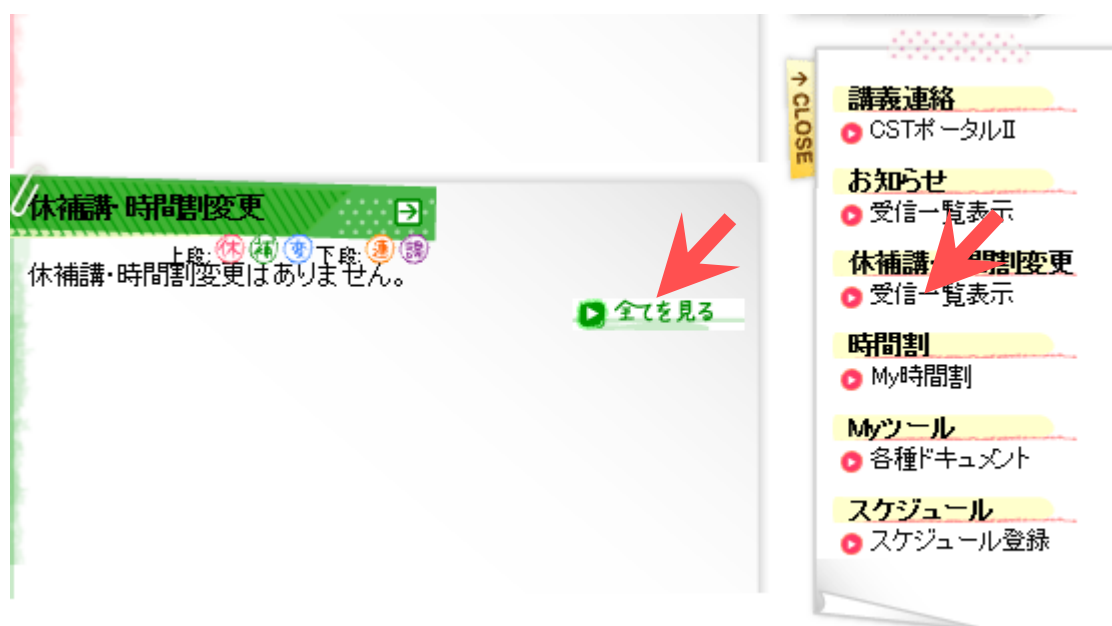 休補講・時間割変更
上段:休補変下段:連
休補講・時間割変更はありません。
全てを見る
↑ CLOSE
講義連絡
CSTポータルⅡ
お知らせ
受信一覧表示
休補講・時間割変更
受信一覧表示
時間割
My時間割
Myツール
各種ドキュメント
スケジュール
スケジュール登録